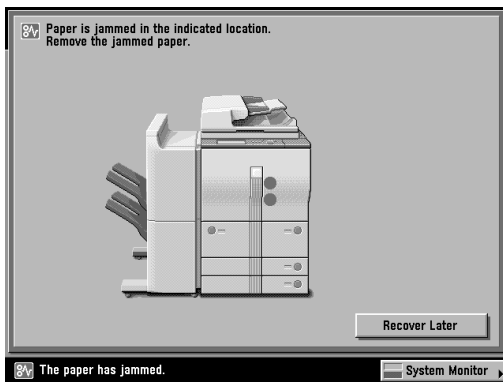 Paper is jammed in the indicated location.
Remove the jammed paper.
Recover Later
The paper has jammed.
System Monitor